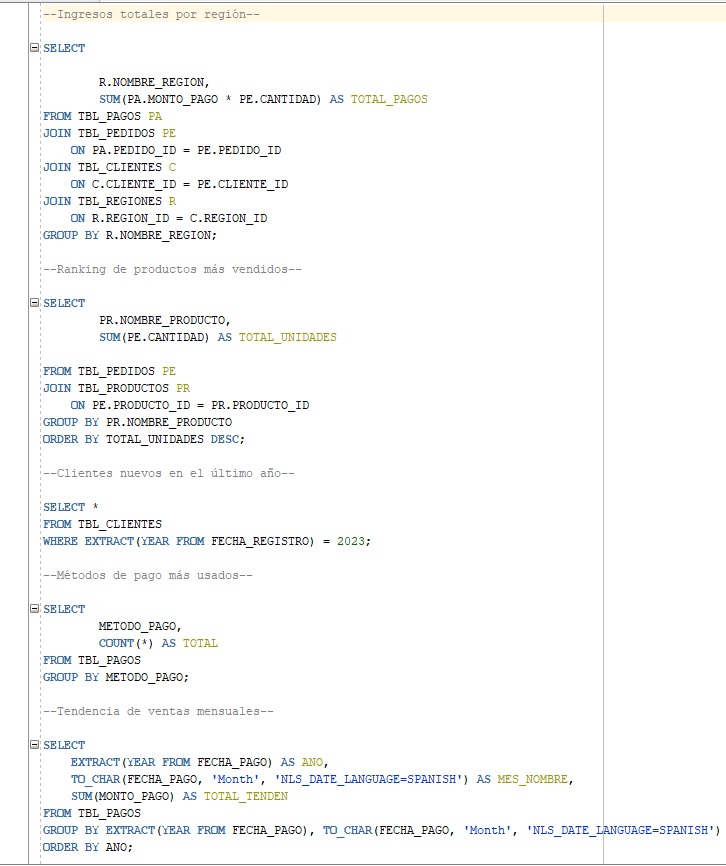 --Ingresos totales por región--
SELECT
R.NOMBRE_REGION,
SUM(PA.MONTO_PAGO * PE.CANTIDAD) AS TOTAL_PAGOS
FROM TBL_PAGOS PA
JOIN TBL_PEDIDOS PE
ON PA.PEDIDO_ID = PE.PEDIDO_ID
JOIN TBL_CLIENTES C
ON C.CLIENTE_ID = PE.CLIENTE_ID
JOIN TBL_REGIONES R
ON R.REGION_ID = C.REGION_ID
GROUP BY R.NOMBRE_REGION;
--Ranking de productos más vendidos--
SELECT
PR.NOMBRE_PRODUCTO,
SUM(PE.CANTIDAD) AS TOTAL_UNIDADES
FROM TBL_PEDIDOS PE
JOIN TBL_PRODUCTOS PR
ON PE.PRODUCTO_ID = PR.PRODUCTO_ID
GROUP BY PR.NOMBRE_PRODUCTO
ORDER BY TOTAL_UNIDADES DESC;
--Clientes nuevos en el último año--
SELECT *
FROM TBL_CLIENTES
WHERE EXTRACT(YEAR FROM FECHA_REGISTRO) = 2023;
--Métodos de pago más usados--
SELECT
METODO_PAGO,
COUNT(*) AS TOTAL
FROM TBL_PAGOS
GROUP BY METODO_PAGO;
--Tendencia de ventas mensuales--
SELECT
EXTRACT(YEAR FROM FECHA_PAGO) AS ANO,
TO_CHAR(FECHA_PAGO, 'Month', 'NLS_DATE_LANGUAGE=SPANISH') AS MES_NOMBRE,
SUM(MONTO_PAGO) AS TOTAL_TENDEN
FROM TBL_PAGOS
GROUP BY EXTRACT(YEAR FROM FECHA_PAGO), TO_CHAR(FECHA_PAGO, 'Month', 'NLS_DATE_LANGUAGE=SPANISH')
ORDER BY ANO;